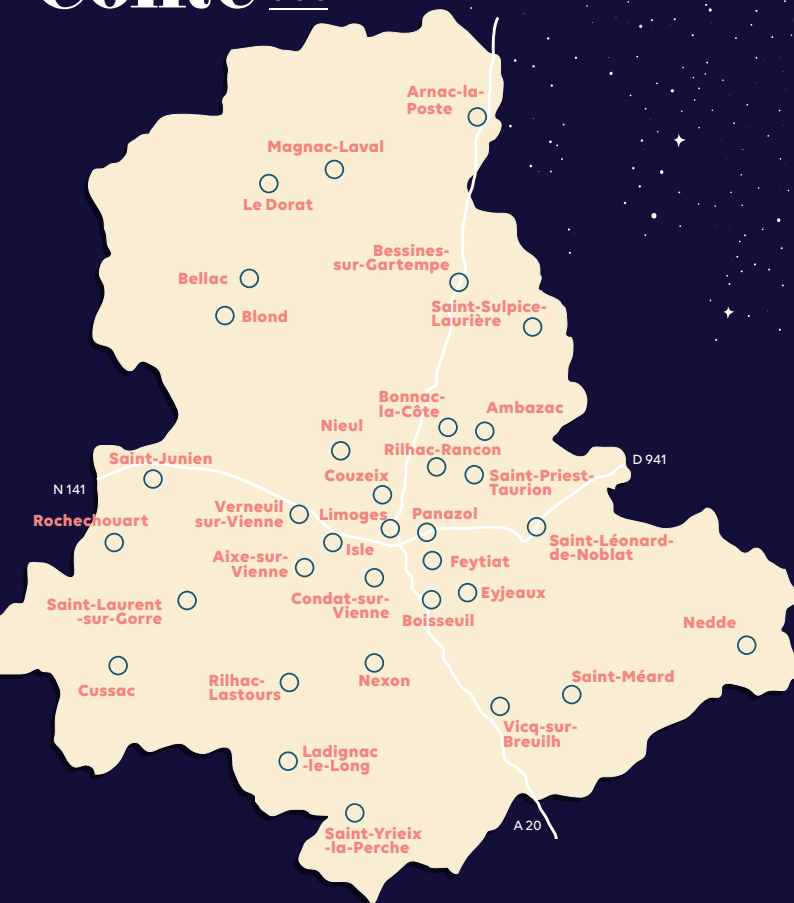 Arnac-la-
Poste
Magnac-Laval
Le Dorat
Bessines-
sur-Gartempe
Bellac
Saint-Sulpice-
Laurière
Blond
Bonnac-
la-Côte
Ambazac
Nieul
Rilhac-Rancon
Saint-Junien
D 941
Couzeix
Saint-Priest-
Taurion
N 141
Verneuil
sur-Vienne
Limoges
Panazol
Rochechouart
Isle
Saint-Léonard-
de-Noblat
Aixe-sur-
Vienne
Feytiat
Condat-sur-
Vienne
Eyjeaux
Saint-Laurent
-sur-Gorre
Boisseuil
Nedde
Rilhac-
Lastours
Nexon
Saint-Méard
Cussac
Vicq-sur-
Breuilh
Ladignac
-le-Long
A 20
Saint-Yrieix
-la-Perche